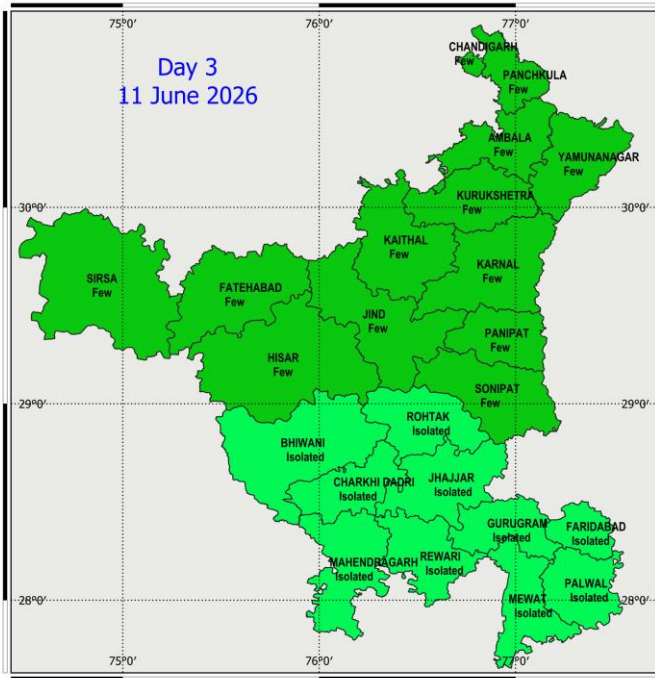 75°0'
76°0'
77°0'
Day 3
11 June 2026
CHANDIGARH
Few
PANCHKULA
Few
AMBALA
Few
YAMUNANAGAR
Few
KURUKSHETRA
Few
30°0'
30°0'
KAITHAL
Few
KARNAL
Few
SIRSA
Few
FATEHABAD
Few
JIND
Few
PANIPAT
Few
HISAR
Few
SONIPAT
Few
29°0'
29°0'
ROHTAK
Isolated
BHIWANI
Isolated
CHARKHI DADRI
Isolated
JHAJJAR
Isolated
GURUGRAM
Isolated
FARIDABAD
Isolated
MAHENDRAGARH
Isolated
REWARI
Isolated
PALWAL
Isolated
MEWAT
Isolated
28°0'
28°0'
75°0'
76°0'
77°0'